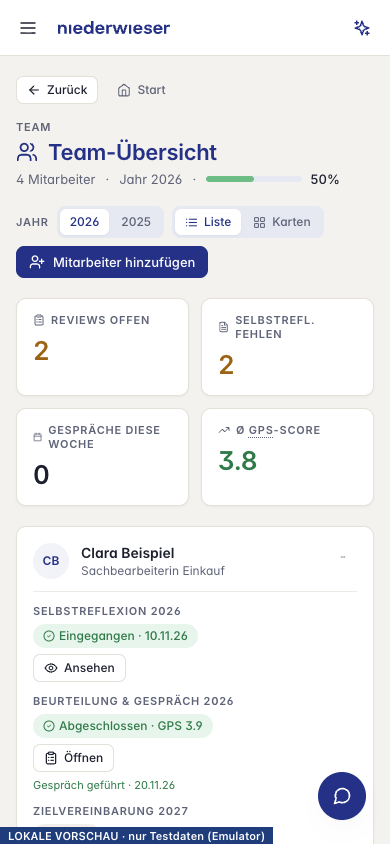 niederwieser
Zurück
Start
TEAM
Team-Übersicht
4 Mitarbeiter · Jahr 2026 · 50%
JAHR 2026 2025 Liste Karten
Mitarbeiter hinzufügen
REVIEWS OFFEN
2
SELBSTREFL.
FEHLEN
2
GESPRÄCHE DIESE
WOCHE
0
Ø GPS-SCORE
3.8
CB
Clara Beispiel
Sachbearbeiterin Einkauf
–
SELBSTREFLEXION 2026
Eingegangen · 10.11.26
Ansehen
BEURTEILUNG & GESPRÄCH 2026
Abgeschlossen · GPS 3.9
Öffnen
Gespräch geführt · 20.11.26
ZIELVEREINBARUNG 2027
LOKALE VORSCHAU · nur Testdaten (Emulator)